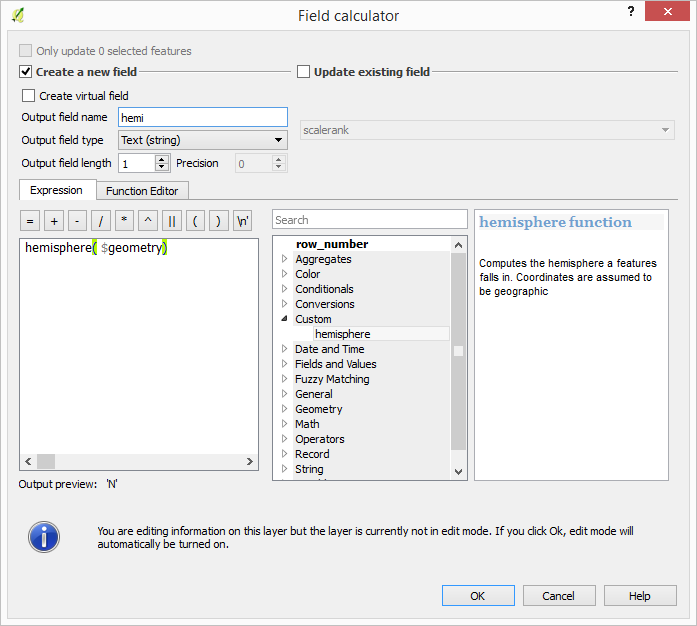 Field calculator
?
Only update 0 selected features
Create a new field
Update existing field
Create virtual field
Output field name hemi
scalerank
Output field type Text (string)
Output field length 1 Precision 0
Expression Function Editor
= + - / * ^ || ( ) '\n'
Search
hemisphere function
hemisphere( $geometry)
row_number
Aggregates
Color
Conditionals
Conversions
Custom
hemisphere
Date and Time
Fields and Values
Fuzzy Matching
General
Geometry
Math
Operators
Record
String
Computes the hemisphere a features
falls in. Coordinates are assumed to
be geographic
Output preview: 'N'
You are editing information on this layer but the layer is currently not in edit mode. If you click Ok, edit mode will
automatically be turned on.
OK Cancel Help